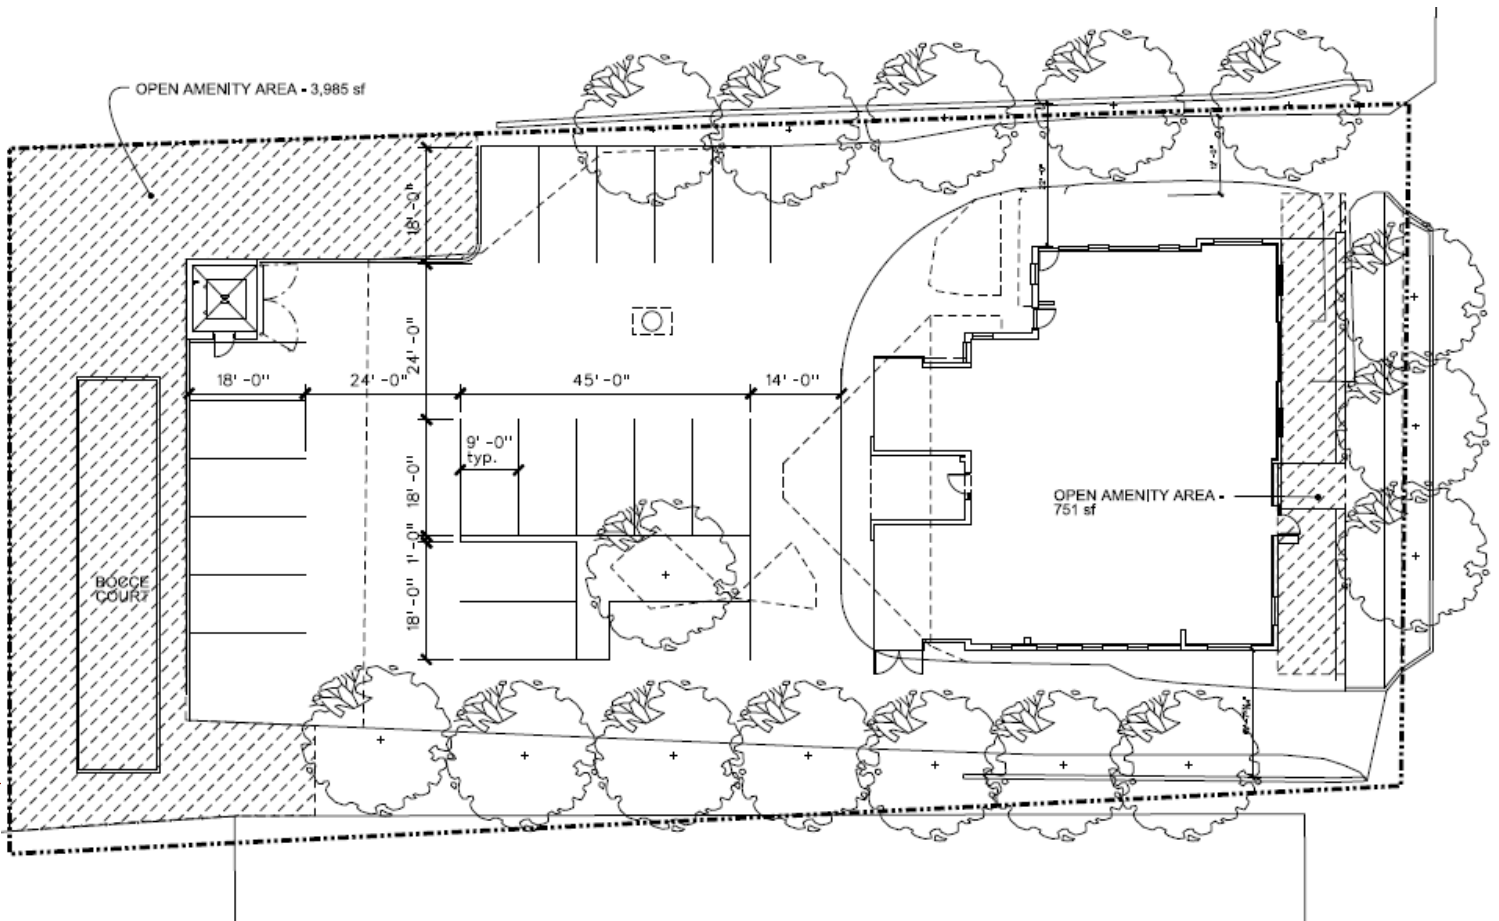 OPEN AMENITY AREA - 3,985 sf
18' -0"
24' -0"
18' -0"
24' -0"
45' -0"
14' -0"
9' -0"
typ.
18' -0"
1' -0"
18' -0"
OPEN AMENITY AREA -
751 sf
BOCCE
COURT